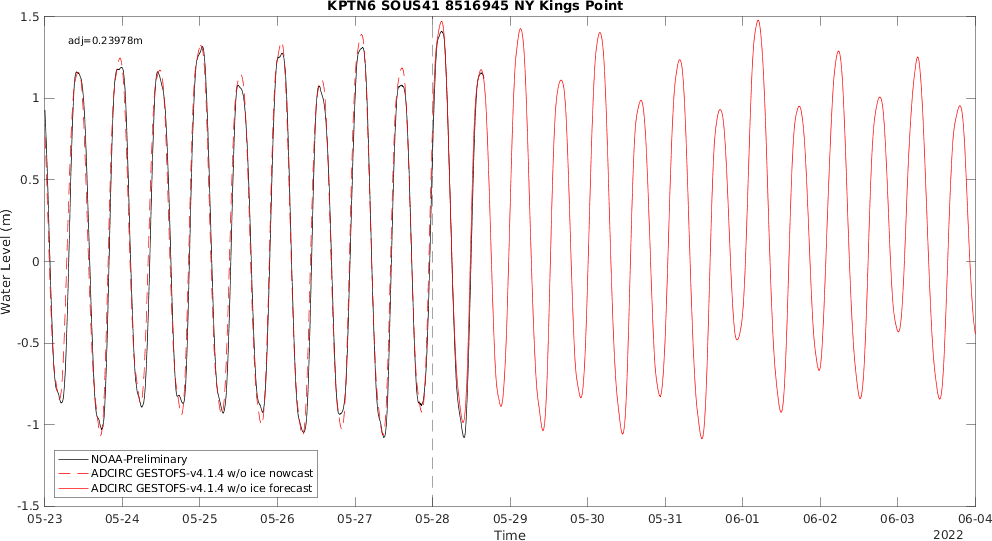 KPTN6 SOUS41 8516945 NY Kings Point
1.5
adj=0.23978m
1
0.5
0
-0.5
-1
-1.5
Water Level (m)
NOAA-Preliminary
ADCIRC GESTOFS-v4.1.4 w/o ice nowcast
ADCIRC GESTOFS-v4.1.4 w/o ice forecast
05-23 05-24 05-25 05-26 05-27 05-28 05-29 05-30 05-31 06-01 06-02 06-03 06-04
Time
2022